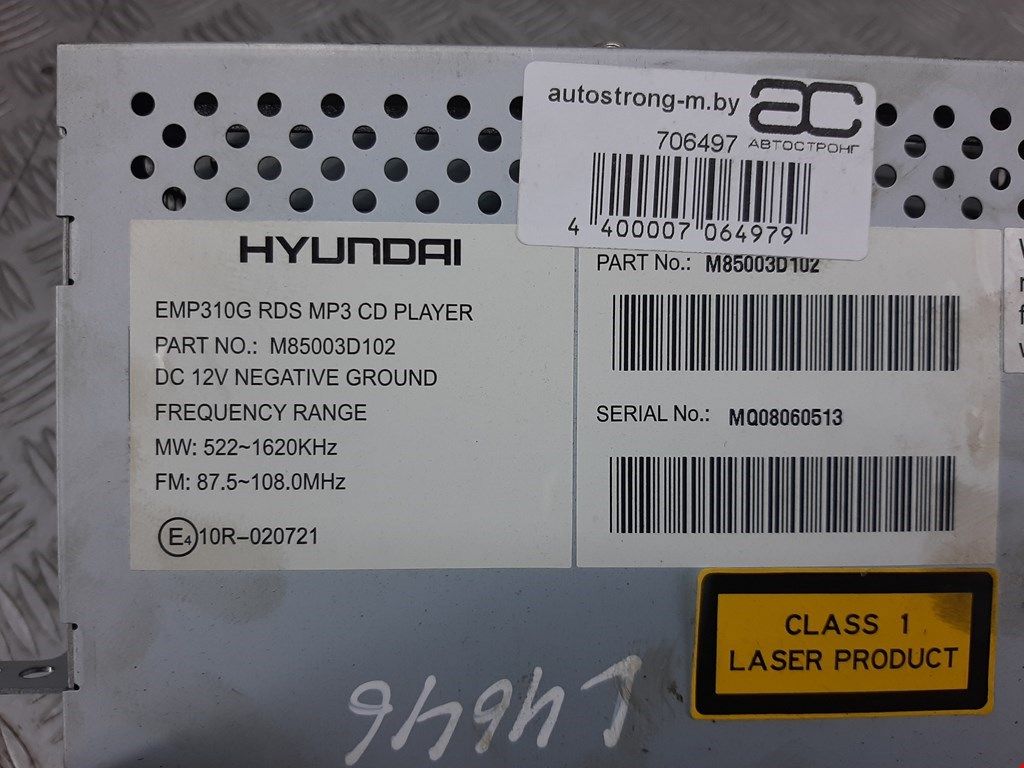 autostrong-m.by ac
706497 АВТОСТРОНГ
4 400007 064979
HYUNDAI
EMP310G RDS MP3 CD PLAYER
PART NO.: M85003D102
DC 12V NEGATIVE GROUND
FREQUENCY RANGE
MW: 522~1620KHz
FM: 87.5~108.0MHz
E4 10R-020721
PART No.: M85003D102
SERIAL No.: MQ08060513
CLASS 1
LASER PRODUCT